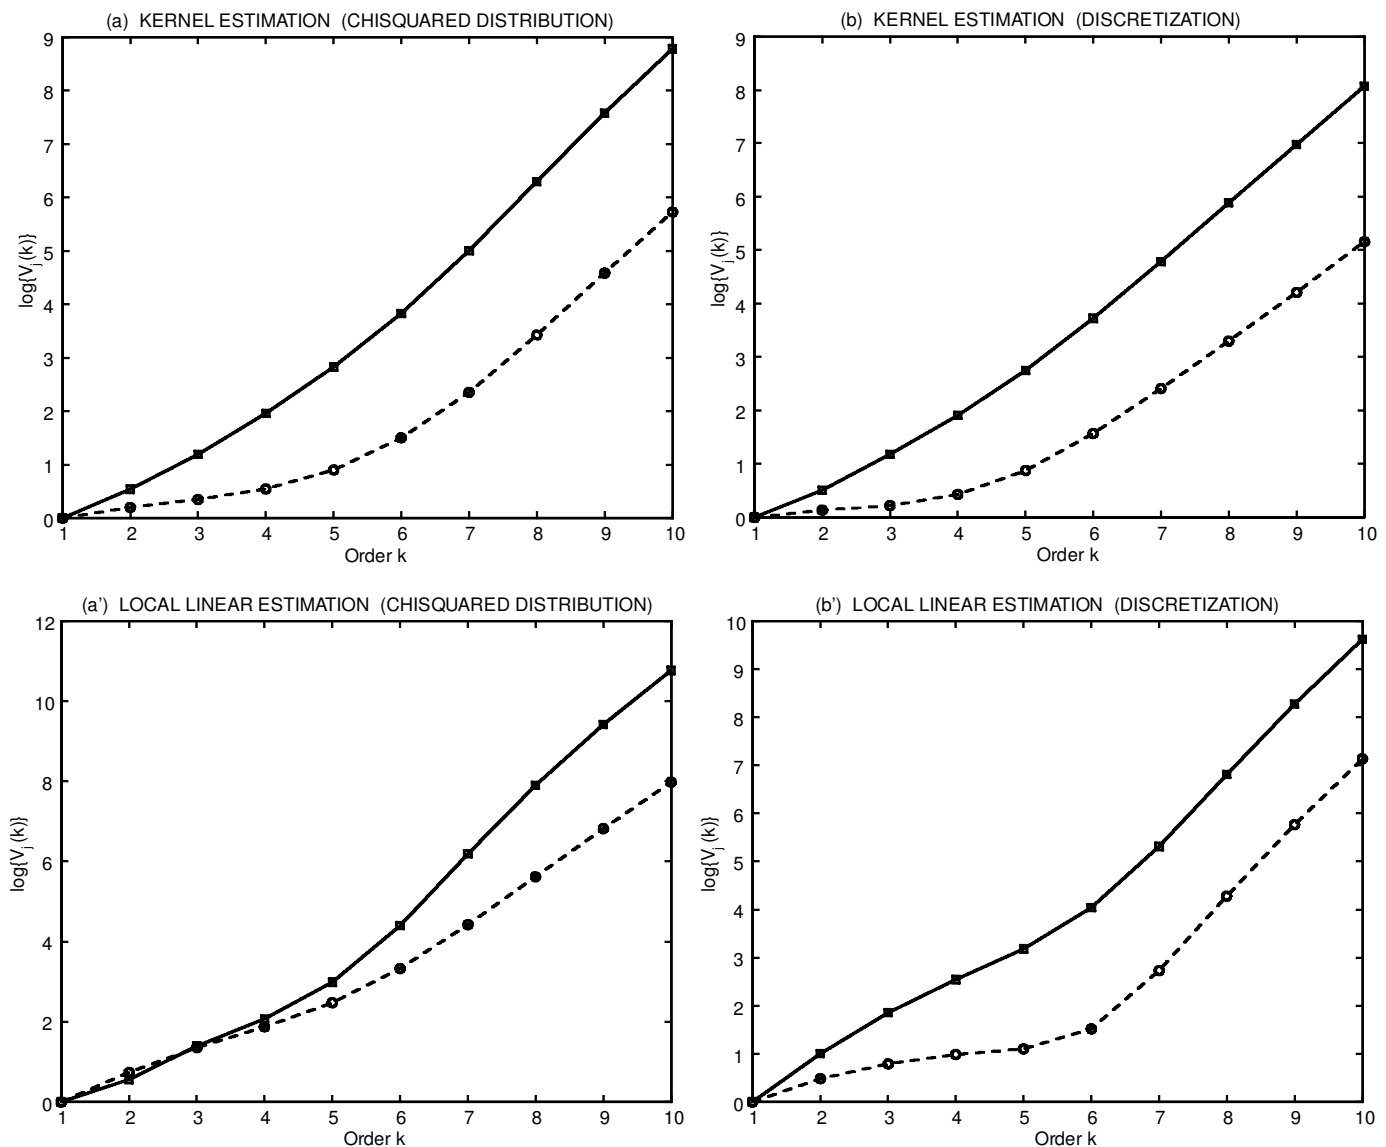 (a) KERNEL ESTIMATION (CHISQUARED DISTRIBUTION)
9
8
7
6
5
4
3
2
1
0
log{V_j(k)}
1 2 3 4 5 6 7 8 9 10
Order k
(b) KERNEL ESTIMATION (DISCRETIZATION)
9
8
7
6
5
4
3
2
1
0
log{V_j(k)}
1 2 3 4 5 6 7 8 9 10
Order k
(a') LOCAL LINEAR ESTIMATION (CHISQUARED DISTRIBUTION)
12
10
8
6
4
2
0
log{V_j(k)}
1 2 3 4 5 6 7 8 9 10
Order k
(b') LOCAL LINEAR ESTIMATION (DISCRETIZATION)
10
9
8
7
6
5
4
3
2
1
0
log{V_j(k)}
1 2 3 4 5 6 7 8 9 10
Order k